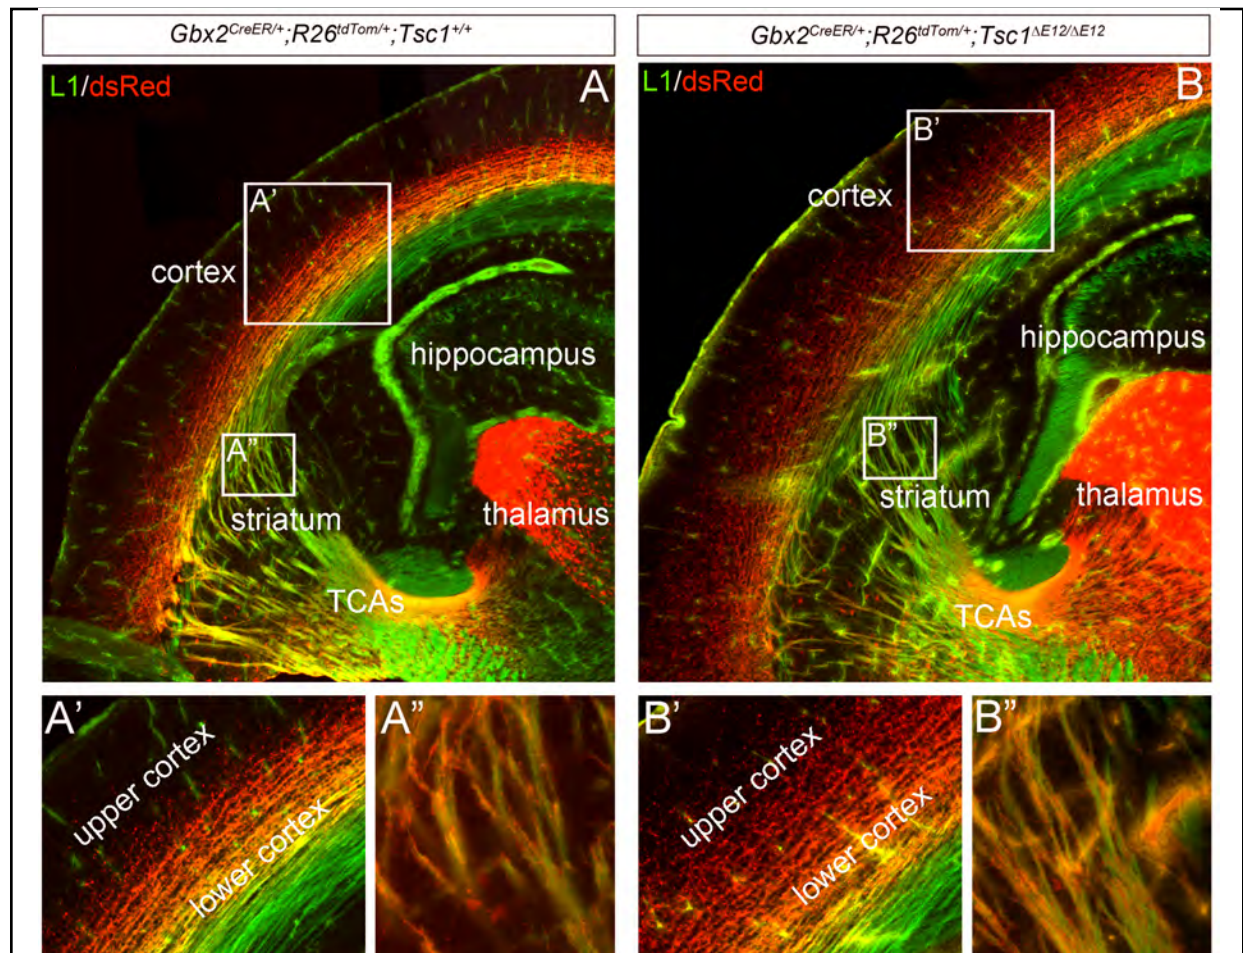 Gbx2CreER/+;R26tdTom/+;Tsc1+/+
Gbx2CreER/+;R26tdTom/+;Tsc1ΔE12/ΔE12
L1/dsRed
A
A’
cortex
hippocampus
A”
striatum
thalamus
TCAs
L1/dsRed
B
B’
cortex
hippocampus
B”
striatum
thalamus
TCAs
A’
upper cortex
lower cortex
A”
B’
upper cortex
lower cortex
B”